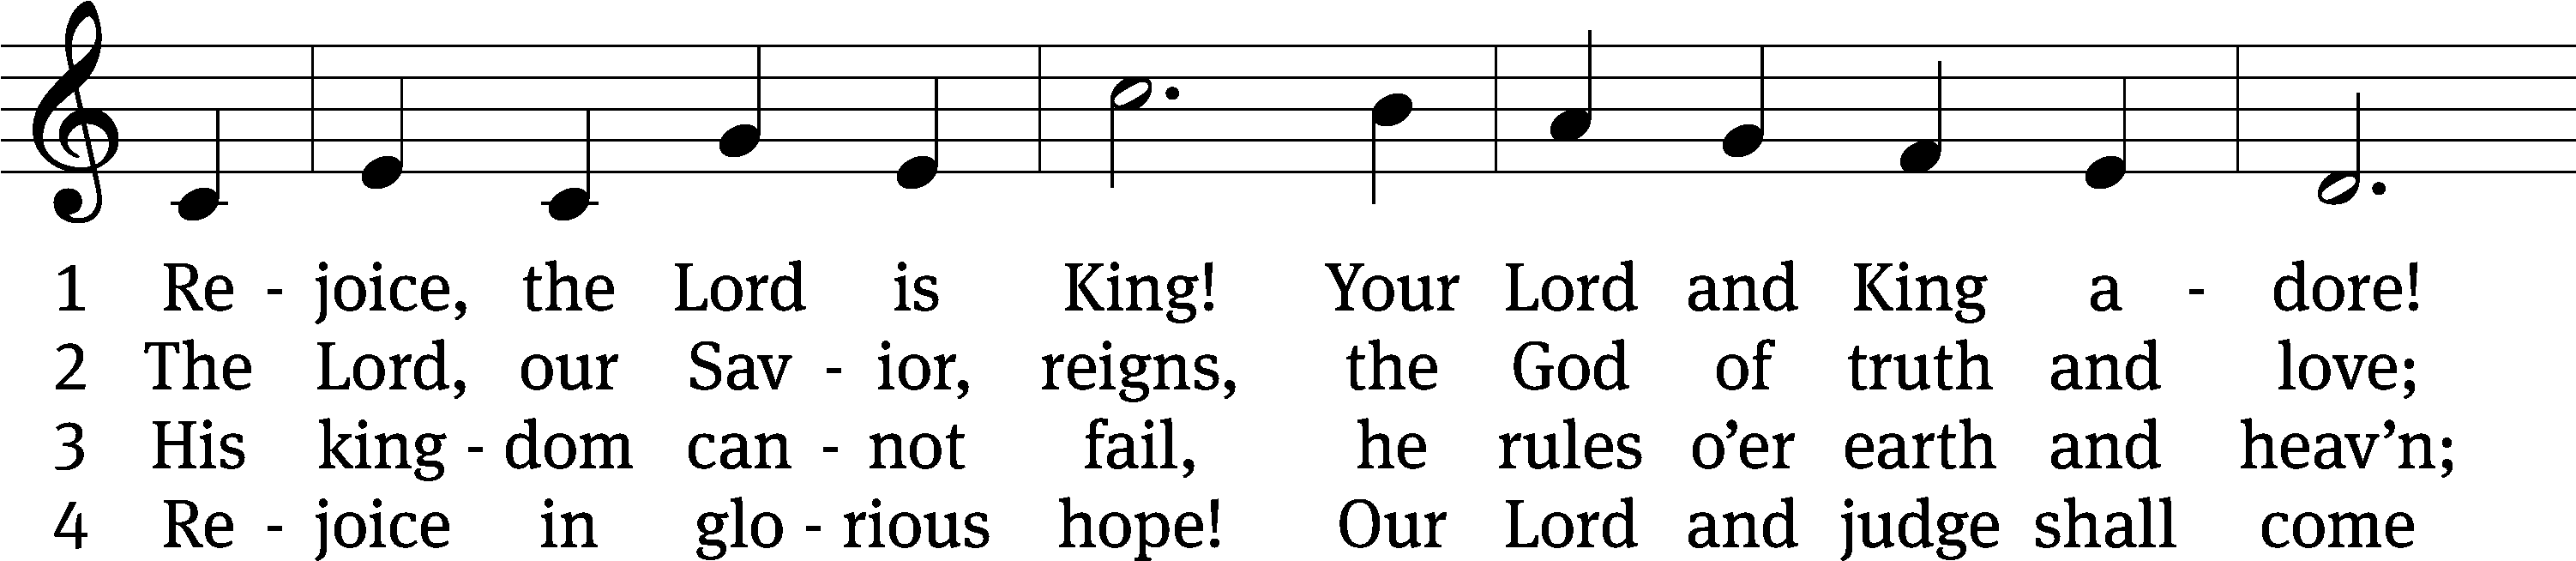 1 Re - joice, the Lord is King! Your Lord and King a - dore!
2 The Lord, our Sav - ior, reigns, the God of truth and love;
3 His king - dom can - not fail, he rules o’er earth and heav’n;
4 Re - joice in glo - rious hope! Our Lord and judge shall come